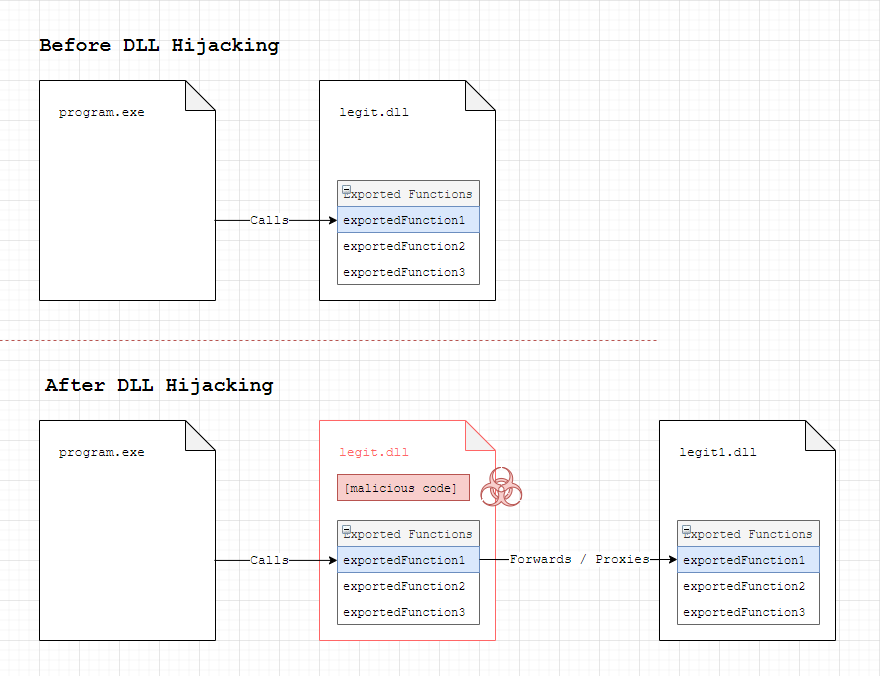 Before DLL Hijacking
program.exe
legit.dll
Exported Functions
Calls
exportedFunction1
exportedFunction2
exportedFunction3
After DLL Hijacking
program.exe
legit.dll
legit1.dll
[malicious code]
Exported Functions
Exported Functions
Calls
exportedFunction1
Forwards / Proxies
exportedFunction1
exportedFunction2
exportedFunction2
exportedFunction3
exportedFunction3